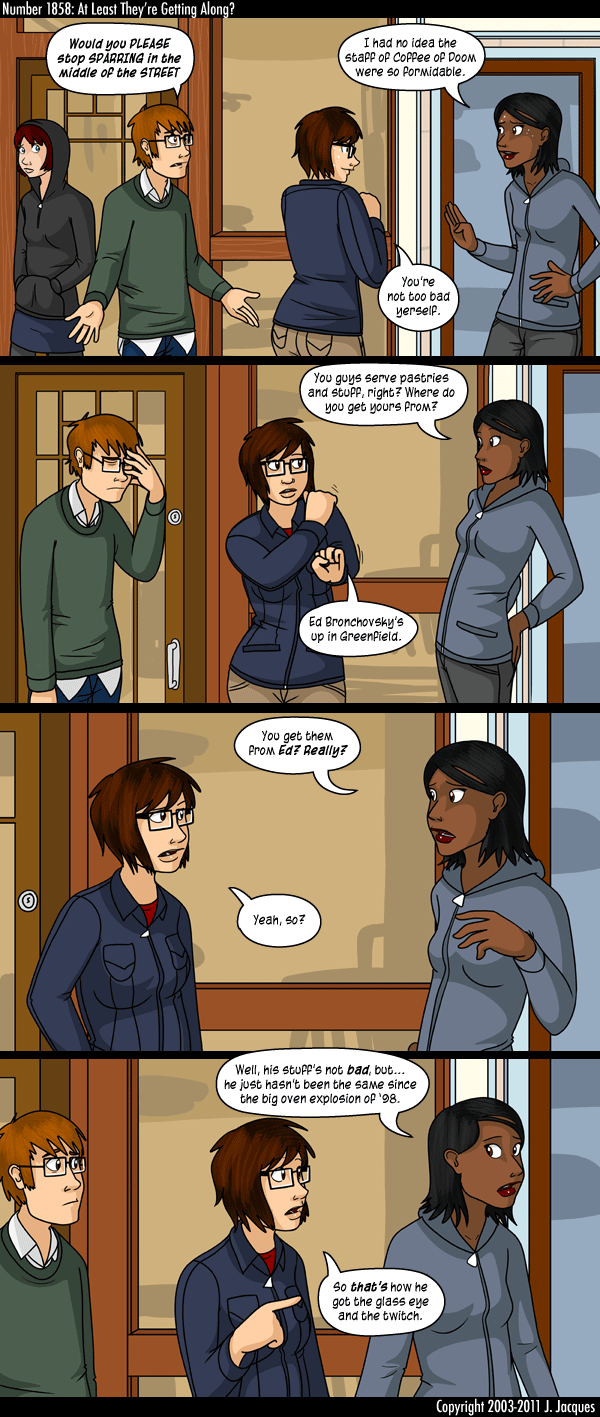 Number 1858: At Least They're Getting Along?
Would you PLEASE
stop SPARRING in the
middle of the STREET
I had no idea the
staff of Coffee of Doom
were so formidable.
You're
not too bad
yerself.
You guys serve pastries
and stuff, right? Where do
you get yours from?
Ed Bronchovsky's
up in Greenfield.
You get them
from Ed? Really?
Yeah, so?
Well, his stuff's not bad, but...
he just hasn't been the same since
the big oven explosion of '98.
So that's how he
got the glass eye
and the twitch.
Copyright 2003-2011 J. Jacques